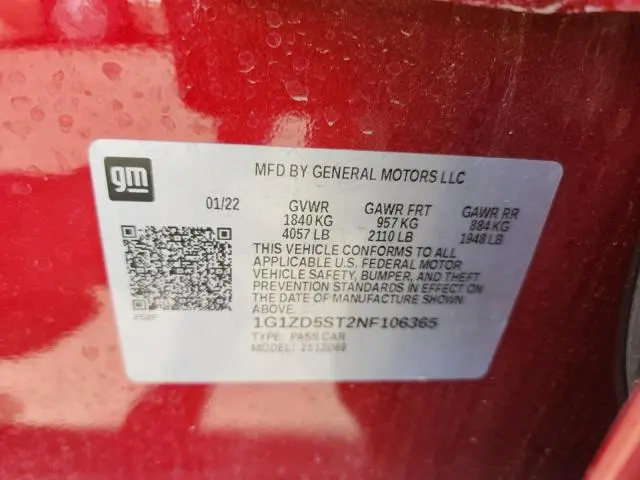 gm
MFD BY GENERAL MOTORS LLC
01/22 GVWR GAWR FRT GAWR RR
1840 KG 957 KG 884 KG
4057 LB 2110 LB 1948 LB
THIS VEHICLE CONFORMS TO ALL
APPLICABLE U.S. FEDERAL MOTOR
VEHICLE SAFETY, BUMPER, AND THEFT
PREVENTION STANDARDS IN EFFECT ON
THE DATE OF MANUFACTURE SHOWN
ABOVE.
1G1ZD5ST2NF106365
TYPE: PASS CAR
MODEL: